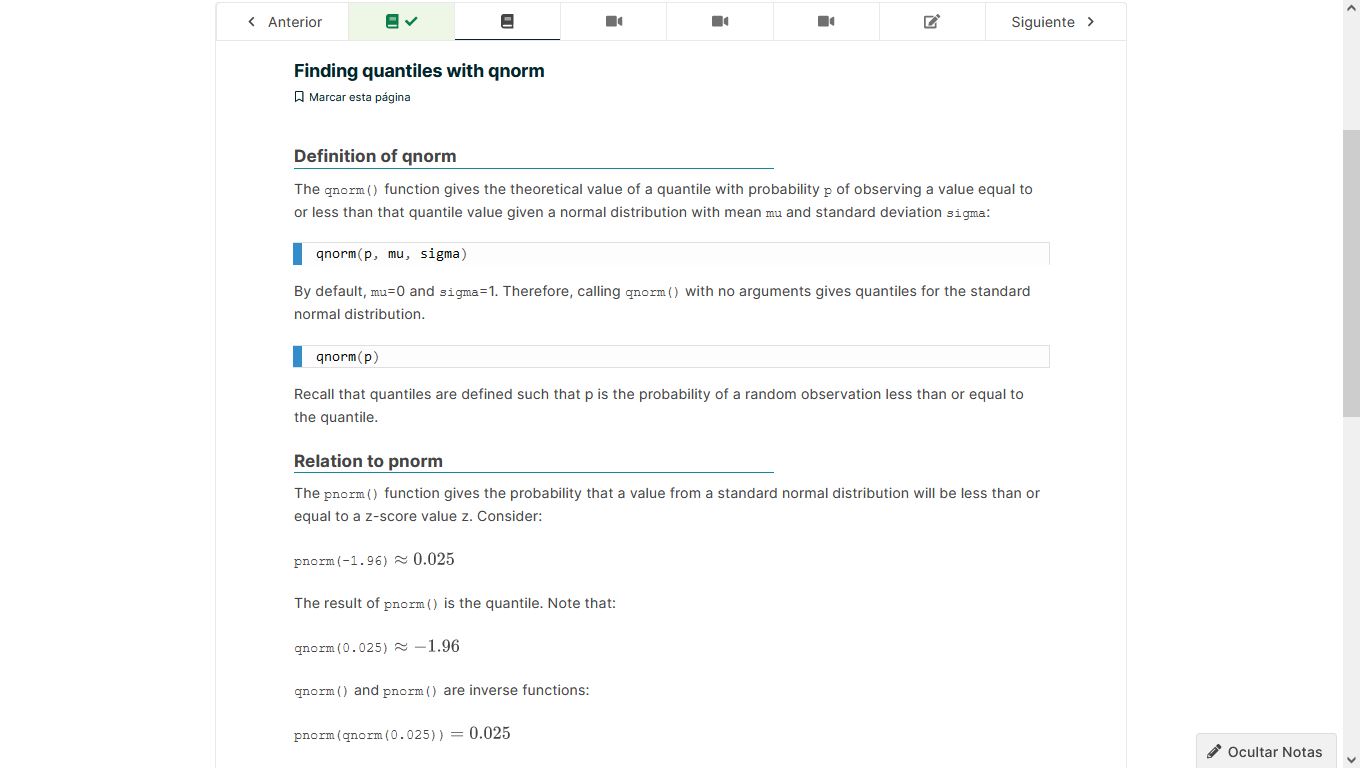 Anterior
Siguiente
Finding quantiles with qnorm
Marcar esta página
Definition of qnorm
The qnorm() function gives the theoretical value of a quantile with probability p of observing a value equal to
or less than that quantile value given a normal distribution with mean mu and standard deviation sigma:
qnorm(p, mu, sigma)
By default, mu=0 and sigma=1. Therefore, calling qnorm() with no arguments gives quantiles for the standard
normal distribution.
qnorm(p)
Recall that quantiles are defined such that p is the probability of a random observation less than or equal to
the quantile.
Relation to pnorm
The pnorm() function gives the probability that a value from a standard normal distribution will be less than or
equal to a z-score value z. Consider:
pnorm(-1.96) ≈ 0.025
The result of pnorm() is the quantile. Note that:
qnorm(0.025) ≈ −1.96
qnorm() and pnorm() are inverse functions:
pnorm(qnorm(0.025)) = 0.025
Ocultar Notas